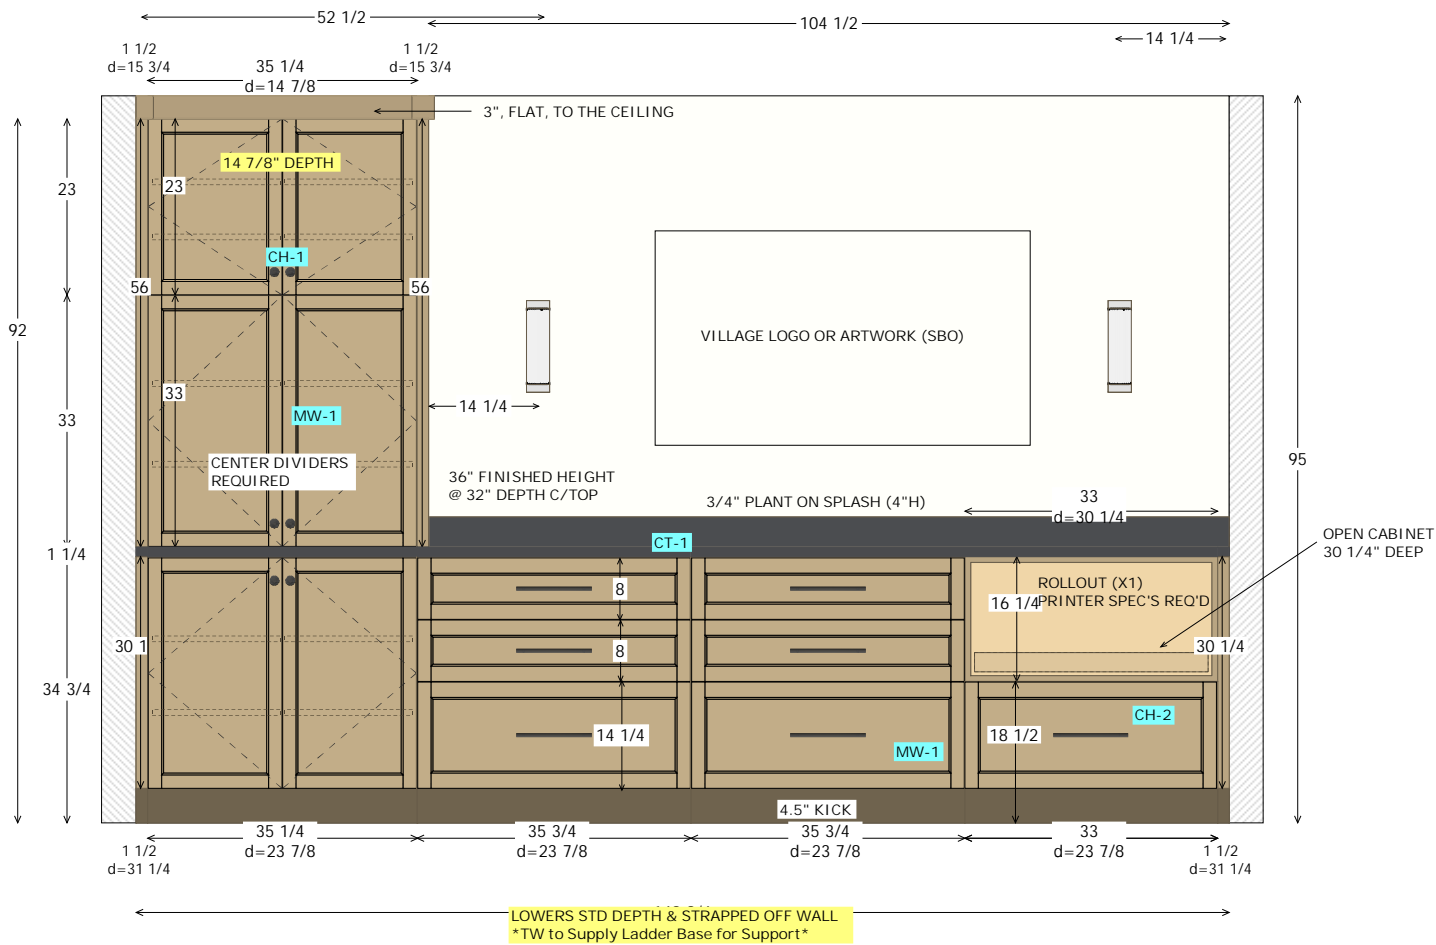 52 1/2
104 1/2
14 1/4
1 1/2
d=15 3/4
35 1/4
d=14 7/8
1 1/2
d=15 3/4
3", FLAT, TO THE CEILING
14 7/8" DEPTH
23
23
CH-1
56
56
92
33
33
MW-1
CENTER DIVIDERS
REQUIRED
14 1/4
VILLAGE LOGO OR ARTWORK (SBO)
95
36" FINISHED HEIGHT
@ 32" DEPTH C/TOP
3/4" PLANT ON SPLASH (4"H)
33
d=30 1/4
OPEN CABINET
30 1/4" DEEP
1 1/4
CT-1
8
ROLLOUT (X1)
PRINTER SPEC'S REQ'D
16 1/4
30 1
8
30 1/4
34 3/4
14 1/4
MW-1
18 1/2
CH-2
4.5" KICK
35 1/4
d=23 7/8
35 3/4
d=23 7/8
35 3/4
d=23 7/8
33
d=23 7/8
1 1/2
d=31 1/4
1 1/2
d=31 1/4
LOWERS STD DEPTH & STRAPPED OFF WALL
*TW to Supply Ladder Base for Support*